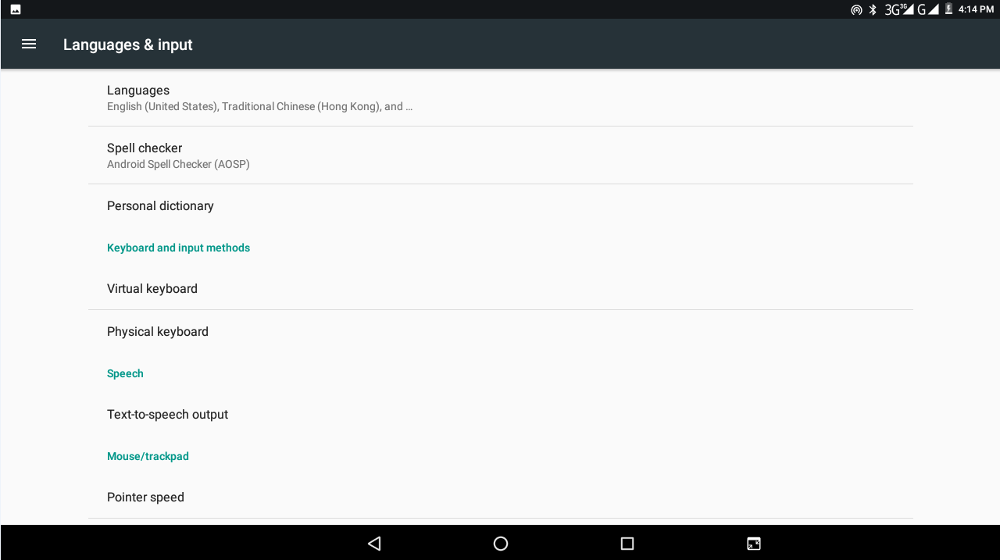 3G 3G G 4:14 PM
Languages & input
Languages
English (United States), Traditional Chinese (Hong Kong), and …
Spell checker
Android Spell Checker (AOSP)
Personal dictionary
Keyboard and input methods
Virtual keyboard
Physical keyboard
Speech
Text-to-speech output
Mouse/trackpad
Pointer speed